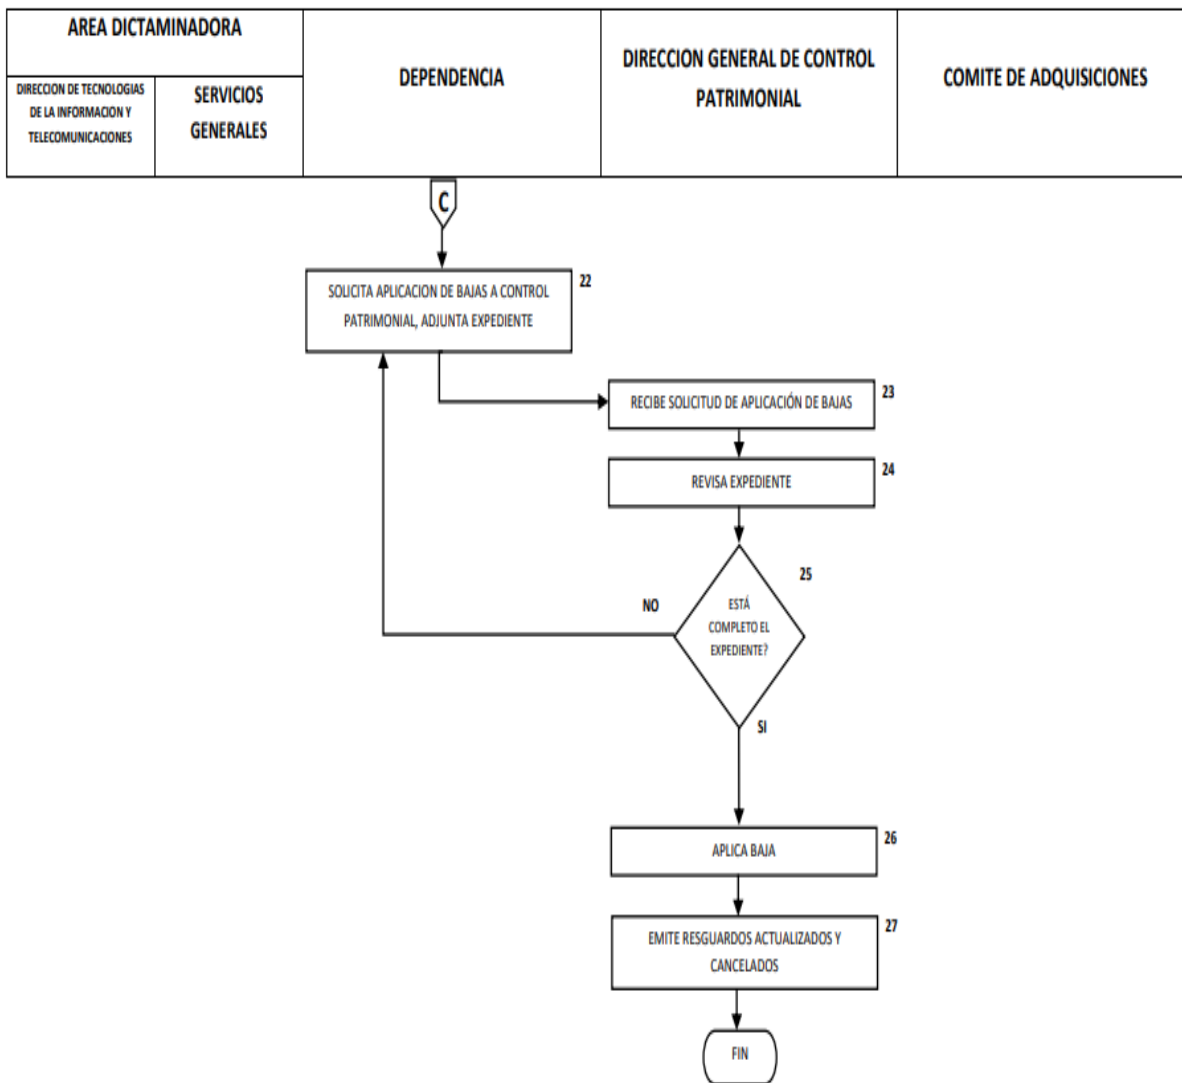 AREA DICTAMINADORA
DIRECCION DE TECNOLOGIAS
DE LA INFORMACION Y
TELECOMUNICACIONES
SERVICIOS
GENERALES
DEPENDENCIA
DIRECCION GENERAL DE CONTROL
PATRIMONIAL
COMITE DE ADQUISICIONES
C
22
SOLICITA APLICACION DE BAJAS A CONTROL
PATRIMONIAL, ADJUNTA EXPEDIENTE
23
RECIBE SOLICITUD DE APLICACIÓN DE BAJAS
24
REVISA EXPEDIENTE
25
NO
ESTÁ
COMPLETO EL
EXPEDIENTE?
SI
26
APLICA BAJA
27
EMITE RESGUARDOS ACTUALIZADOS Y
CANCELADOS
FIN